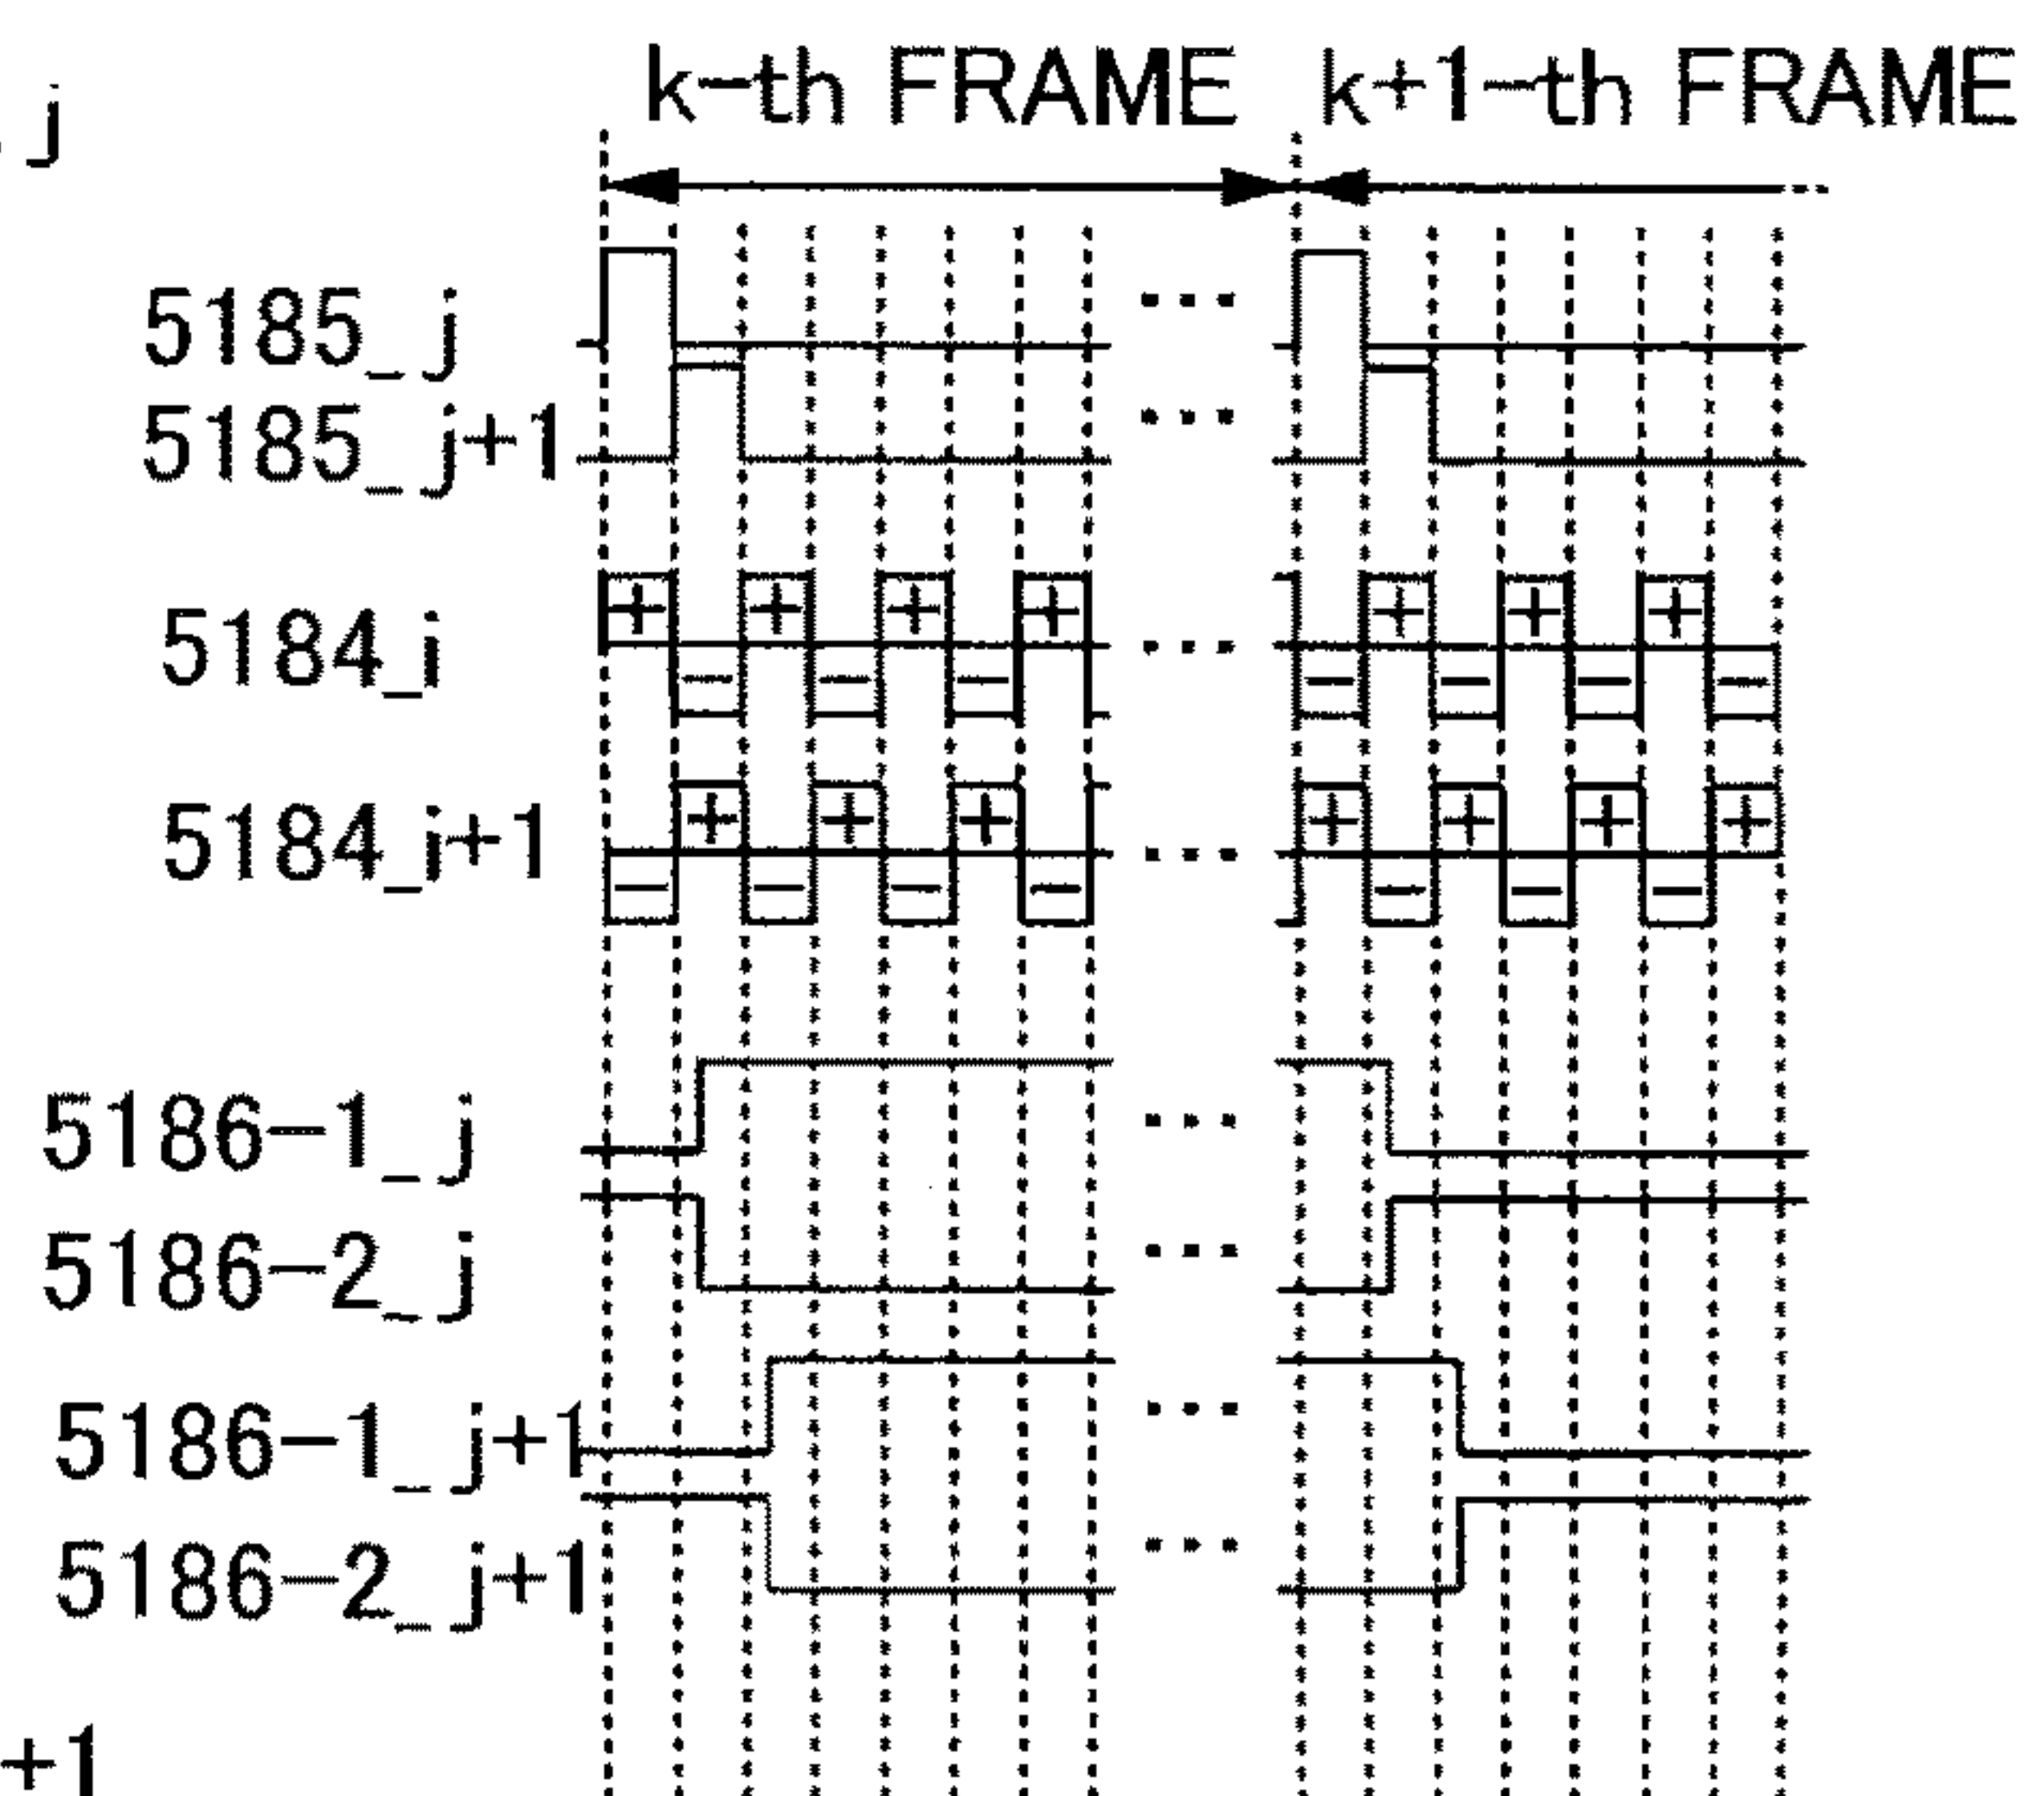 k-th FRAME k+1-th FRAME
j
5185_j
5185_j+1
5184_i
+ - + - + - + - + - + - + -
5184_i+1
- + - + - + - + - + - + - +
5186-1_j
5186-2_j
5186-1_j+1
5186-2_j+1
+1